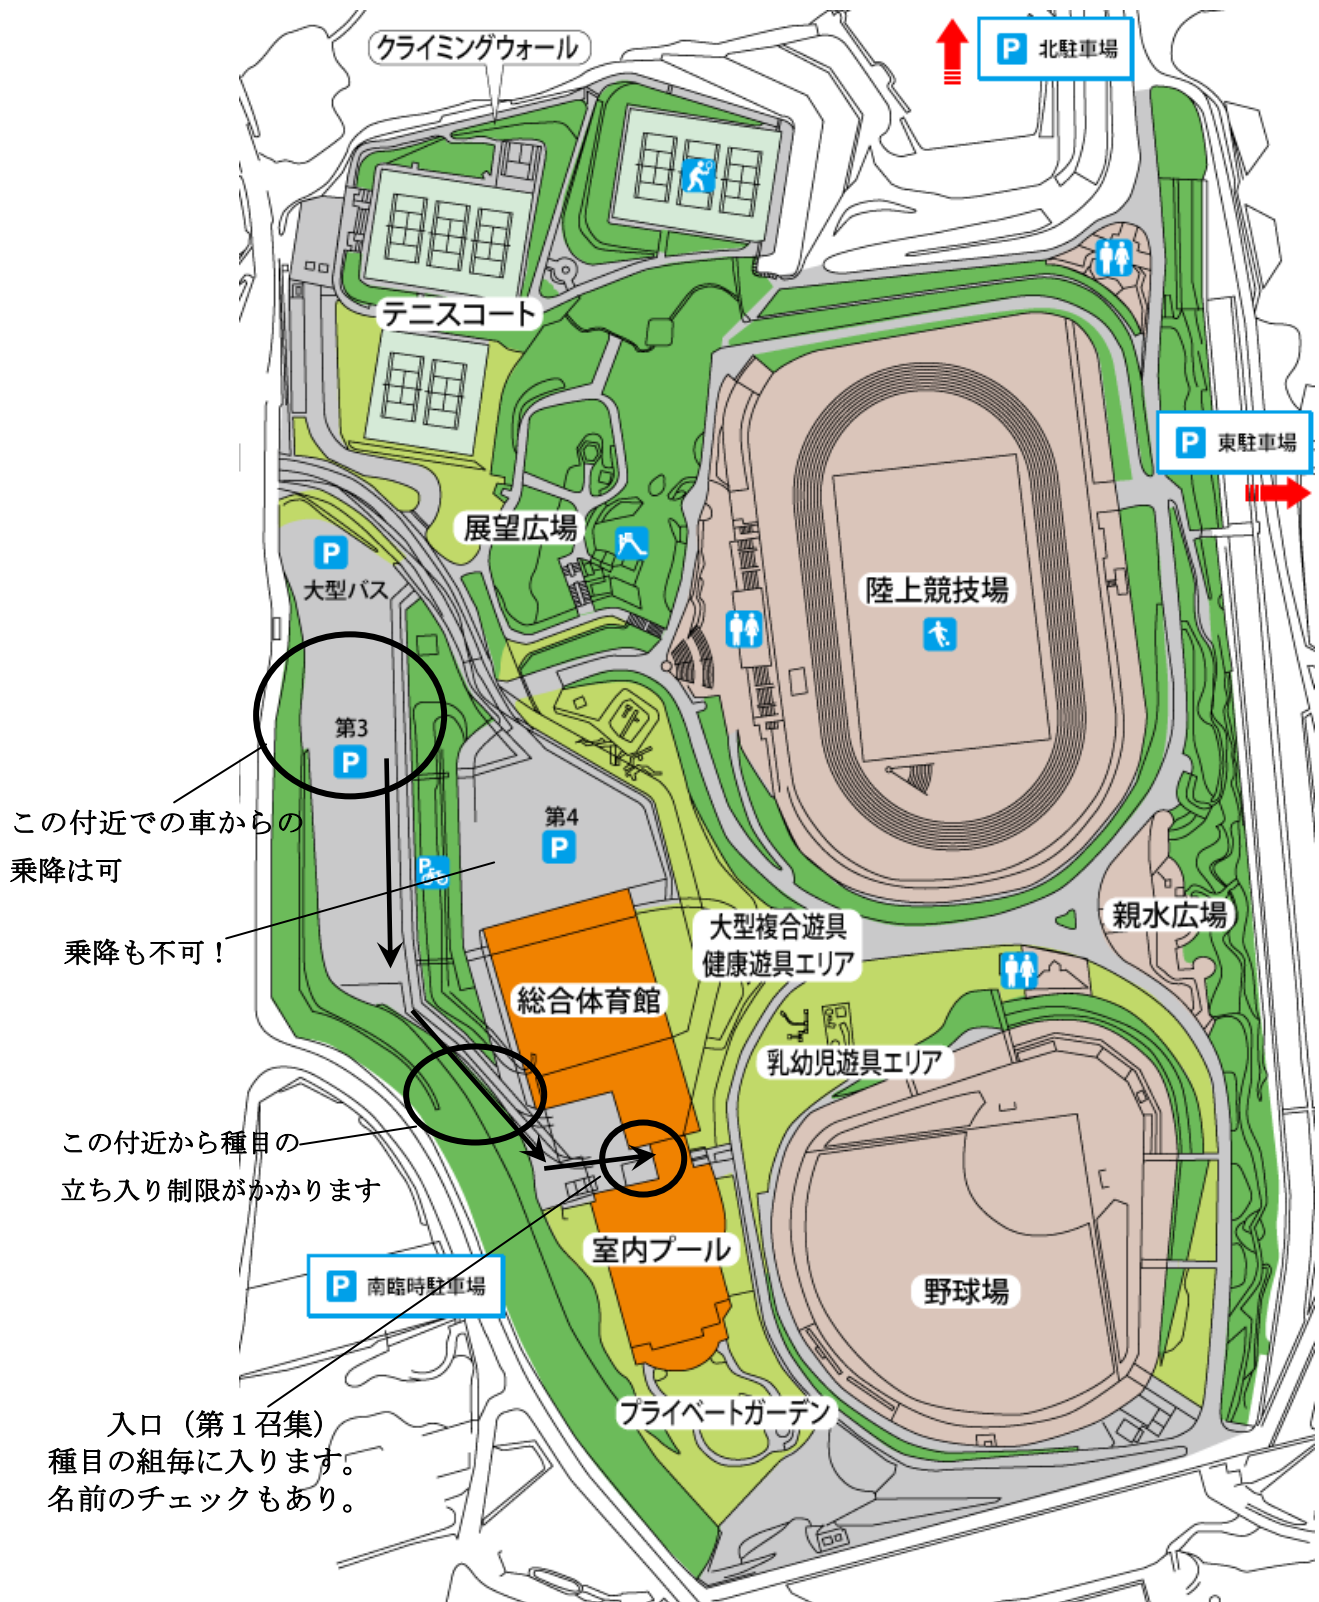 クライミングウォール
P 北駐車場
テニスコート
P 東駐車場
展望広場
P
大型バス
陸上競技場
第3
P
この付近での車からの
乗降は可
第4
P
P
乗降も不可！
大型複合遊具
健康遊具エリア
親水広場
総合体育館
乳幼児遊具エリア
この付近から種目の
立ち入り制限がかかります
室内プール
P 南臨時駐車場
野球場
プライベートガーデン
入口（第１召集）
種目の組毎に入ります。
名前のチェックもあり。